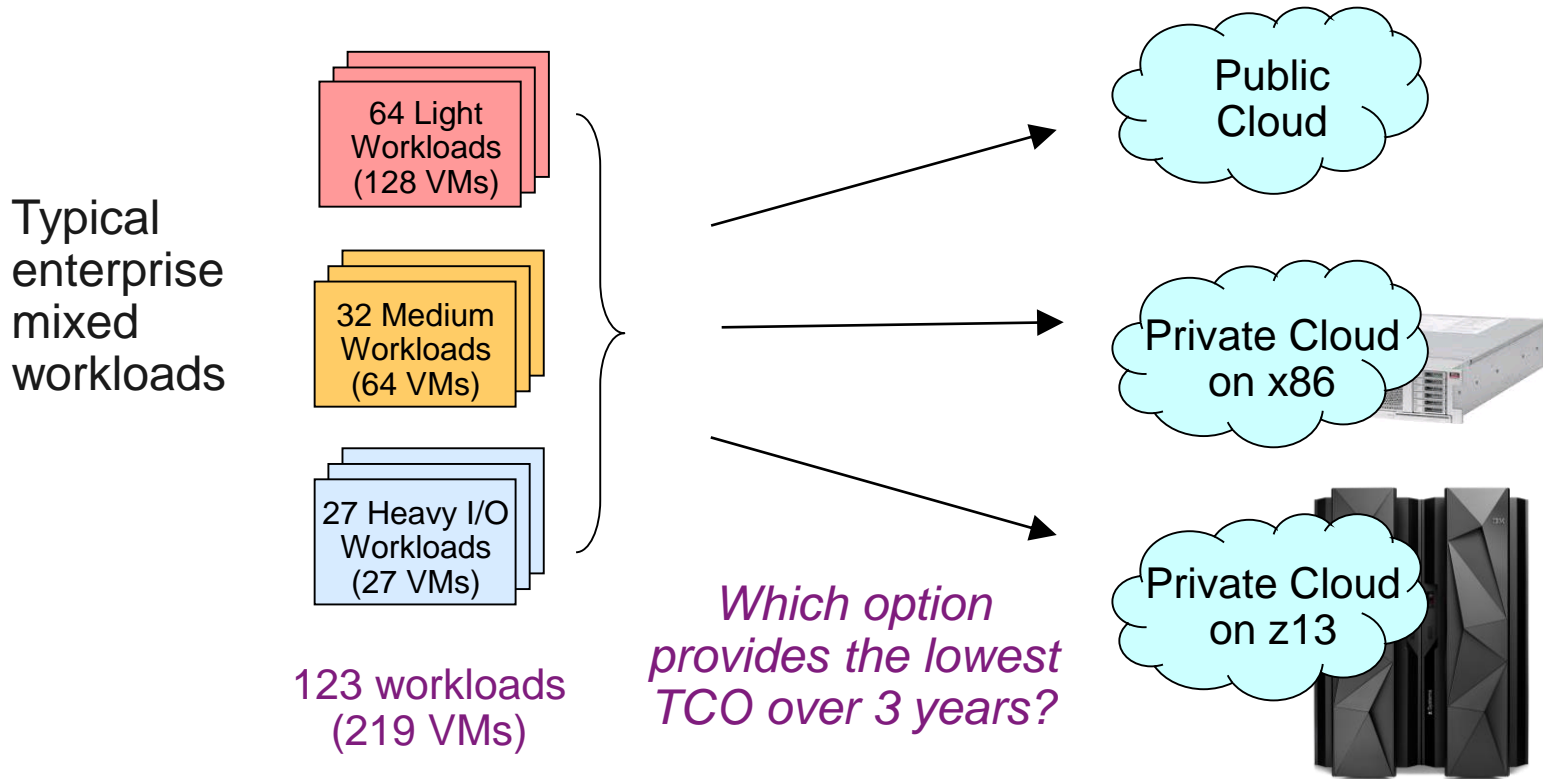 Typical
enterprise
mixed
workloads
64 Light
Workloads
(128 VMs)
32 Medium
Workloads
(64 VMs)
27 Heavy I/O
Workloads
(27 VMs)
123 workloads
(219 VMs)
Which option
provides the lowest
TCO over 3 years?
Public
Cloud
Private Cloud
on x86
Private Cloud
on z13
IBM